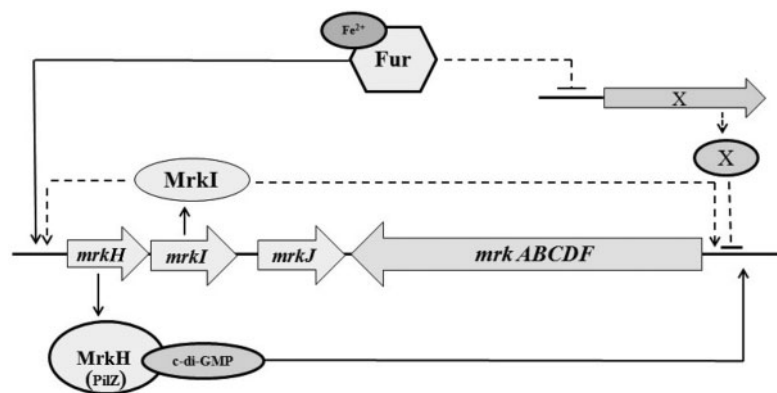 Fe²⁺
Fur
X
X
MrkI
mrkH
mrkI
mrkJ
mrk ABCDF
MrkH
(PilZ)
c-di-GMP